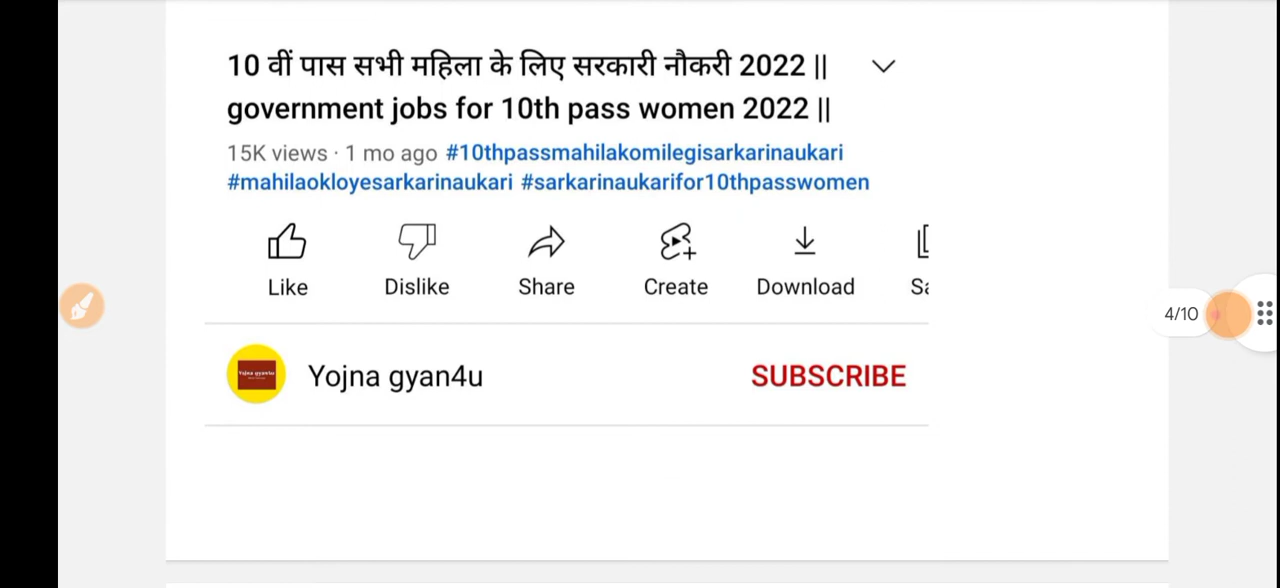 10 वीं पास सभी महिला के लिए सरकारी नौकरी 2022 ||
government jobs for 10th pass women 2022 ||
15K views · 1 mo ago #10thpassmahilakomilegisarkarinaukari
#mahilaokloyesarkarinaukari #sarkarinaukarifor10thpasswomen
Like Dislike Share Create Download
4/10
Yojna gyan4u SUBSCRIBE